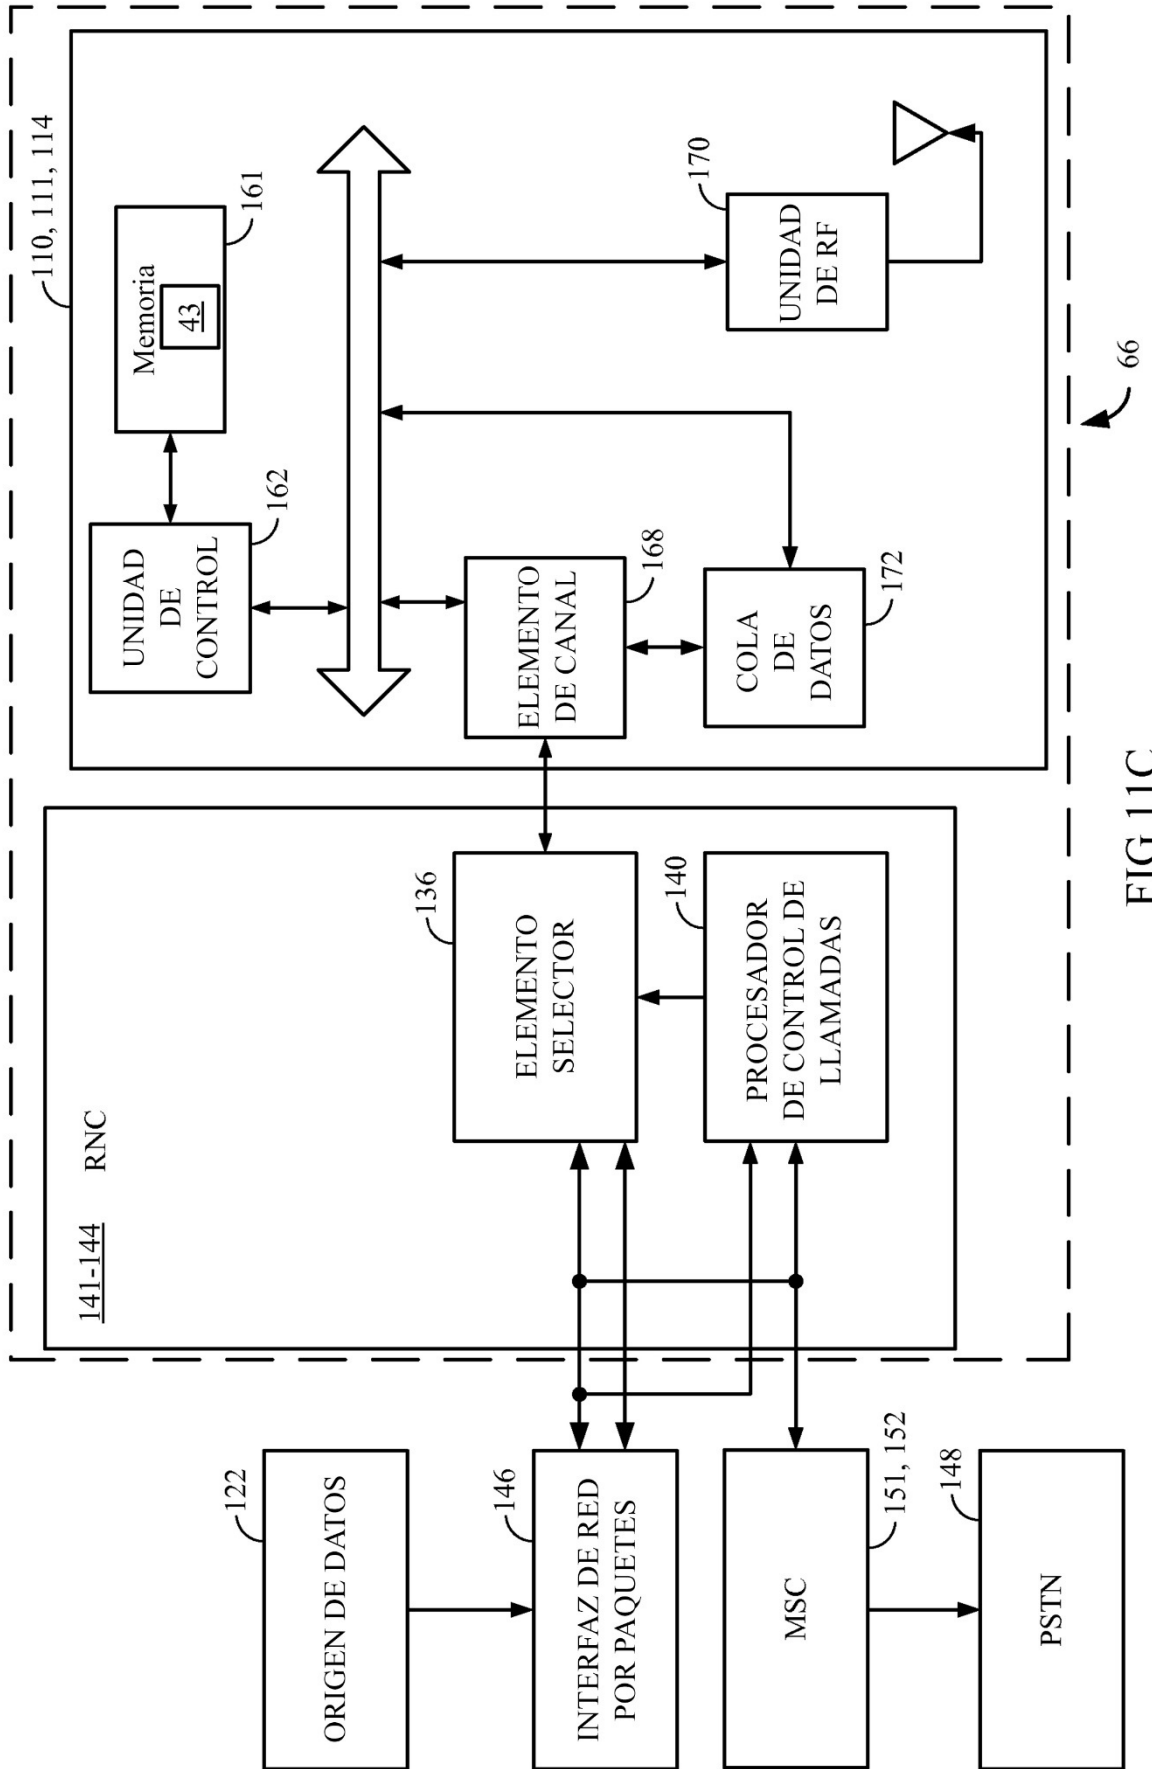 110, 111, 114
Memoria
43
161
UNIDAD
DE
CONTROL
162
ELEMENTO
DE CANAL
168
COLA
DE
DATOS
172
UNIDAD
DE RF
170
66
141-144
RNC
ELEMENTO
SELECTOR
136
PROCESADOR
DE CONTROL DE
LLAMADAS
140
ORIGEN DE DATOS
122
INTERFAZ DE RED
POR PAQUETES
146
MSC
151, 152
PSTN
148
FIG 11C